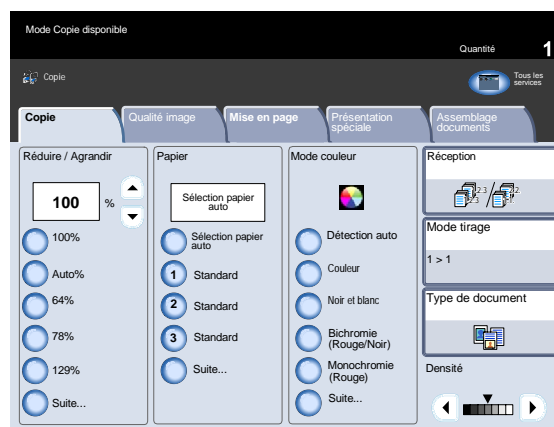 Mode Copie disponible
Quantité
1
Copie
Tous les
services
Copie
Qualité image
Mise en page
Présentation
spéciale
Assemblage
documents
Réduire / Agrandir
100
%
100%
Auto%
64%
78%
129%
Suite...
Papier
Sélection papier
auto
Sélection papier
auto
1 Standard
2 Standard
3 Standard
Suite...
Mode couleur
Détection auto
Couleur
Noir et blanc
Bichromie
(Rouge/Noir)
Monochromie
(Rouge)
Suite...
Réception
Mode tirage
1 > 1
Type de document
Densité